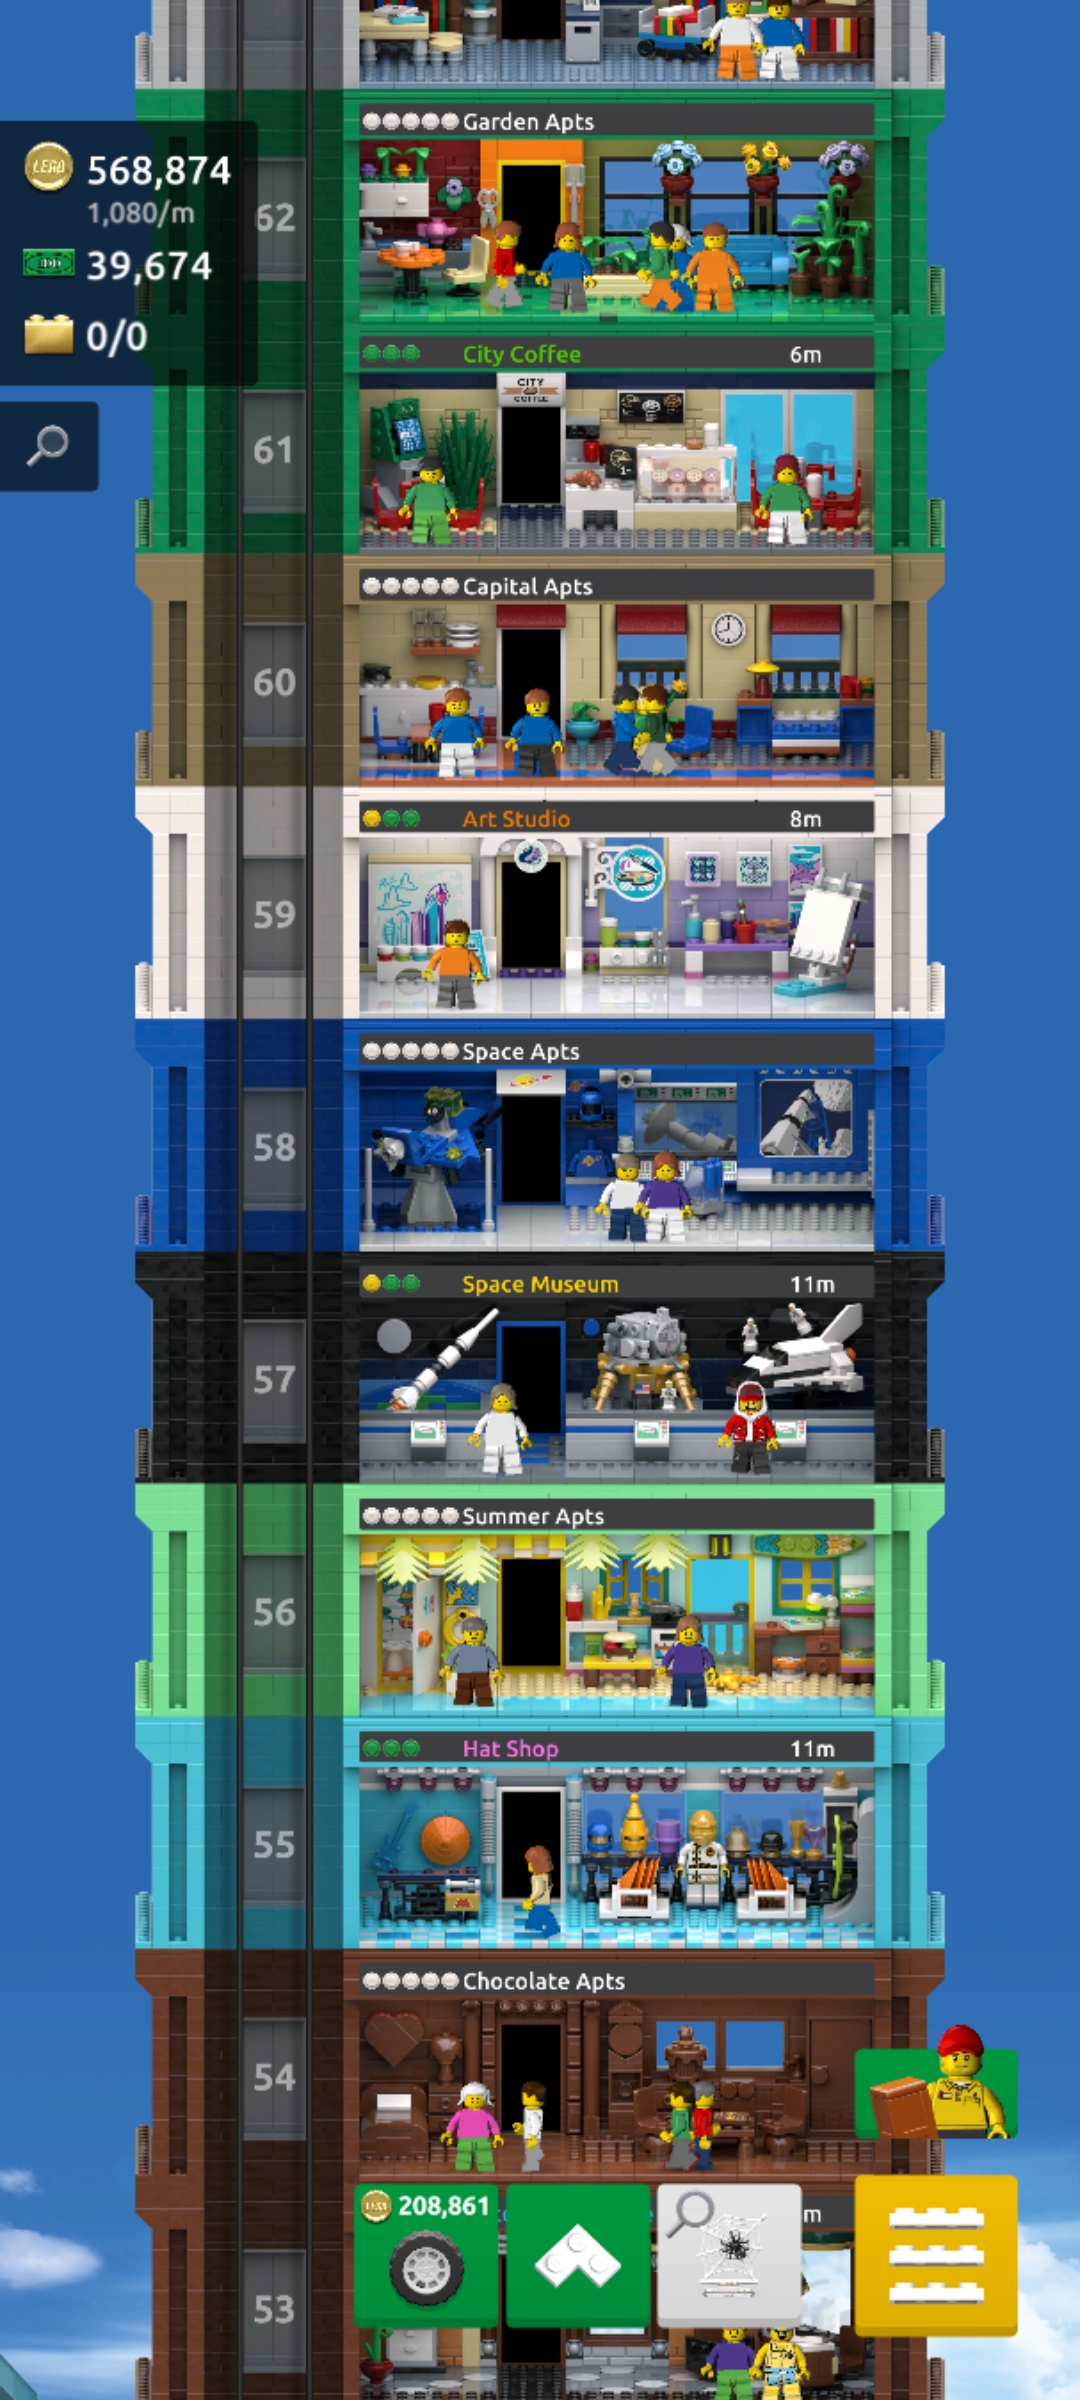 Garden Apts
LEGO 568,874
1,080/m
62
39,674
0/0
City Coffee 6m
CITY
COFFEE
61
Capital Apts
60
Art Studio 8m
59
Space Apts
58
Space Museum 11m
57
Summer Apts
56
Hat Shop 11m
55
Chocolate Apts
54
208,861
m
53